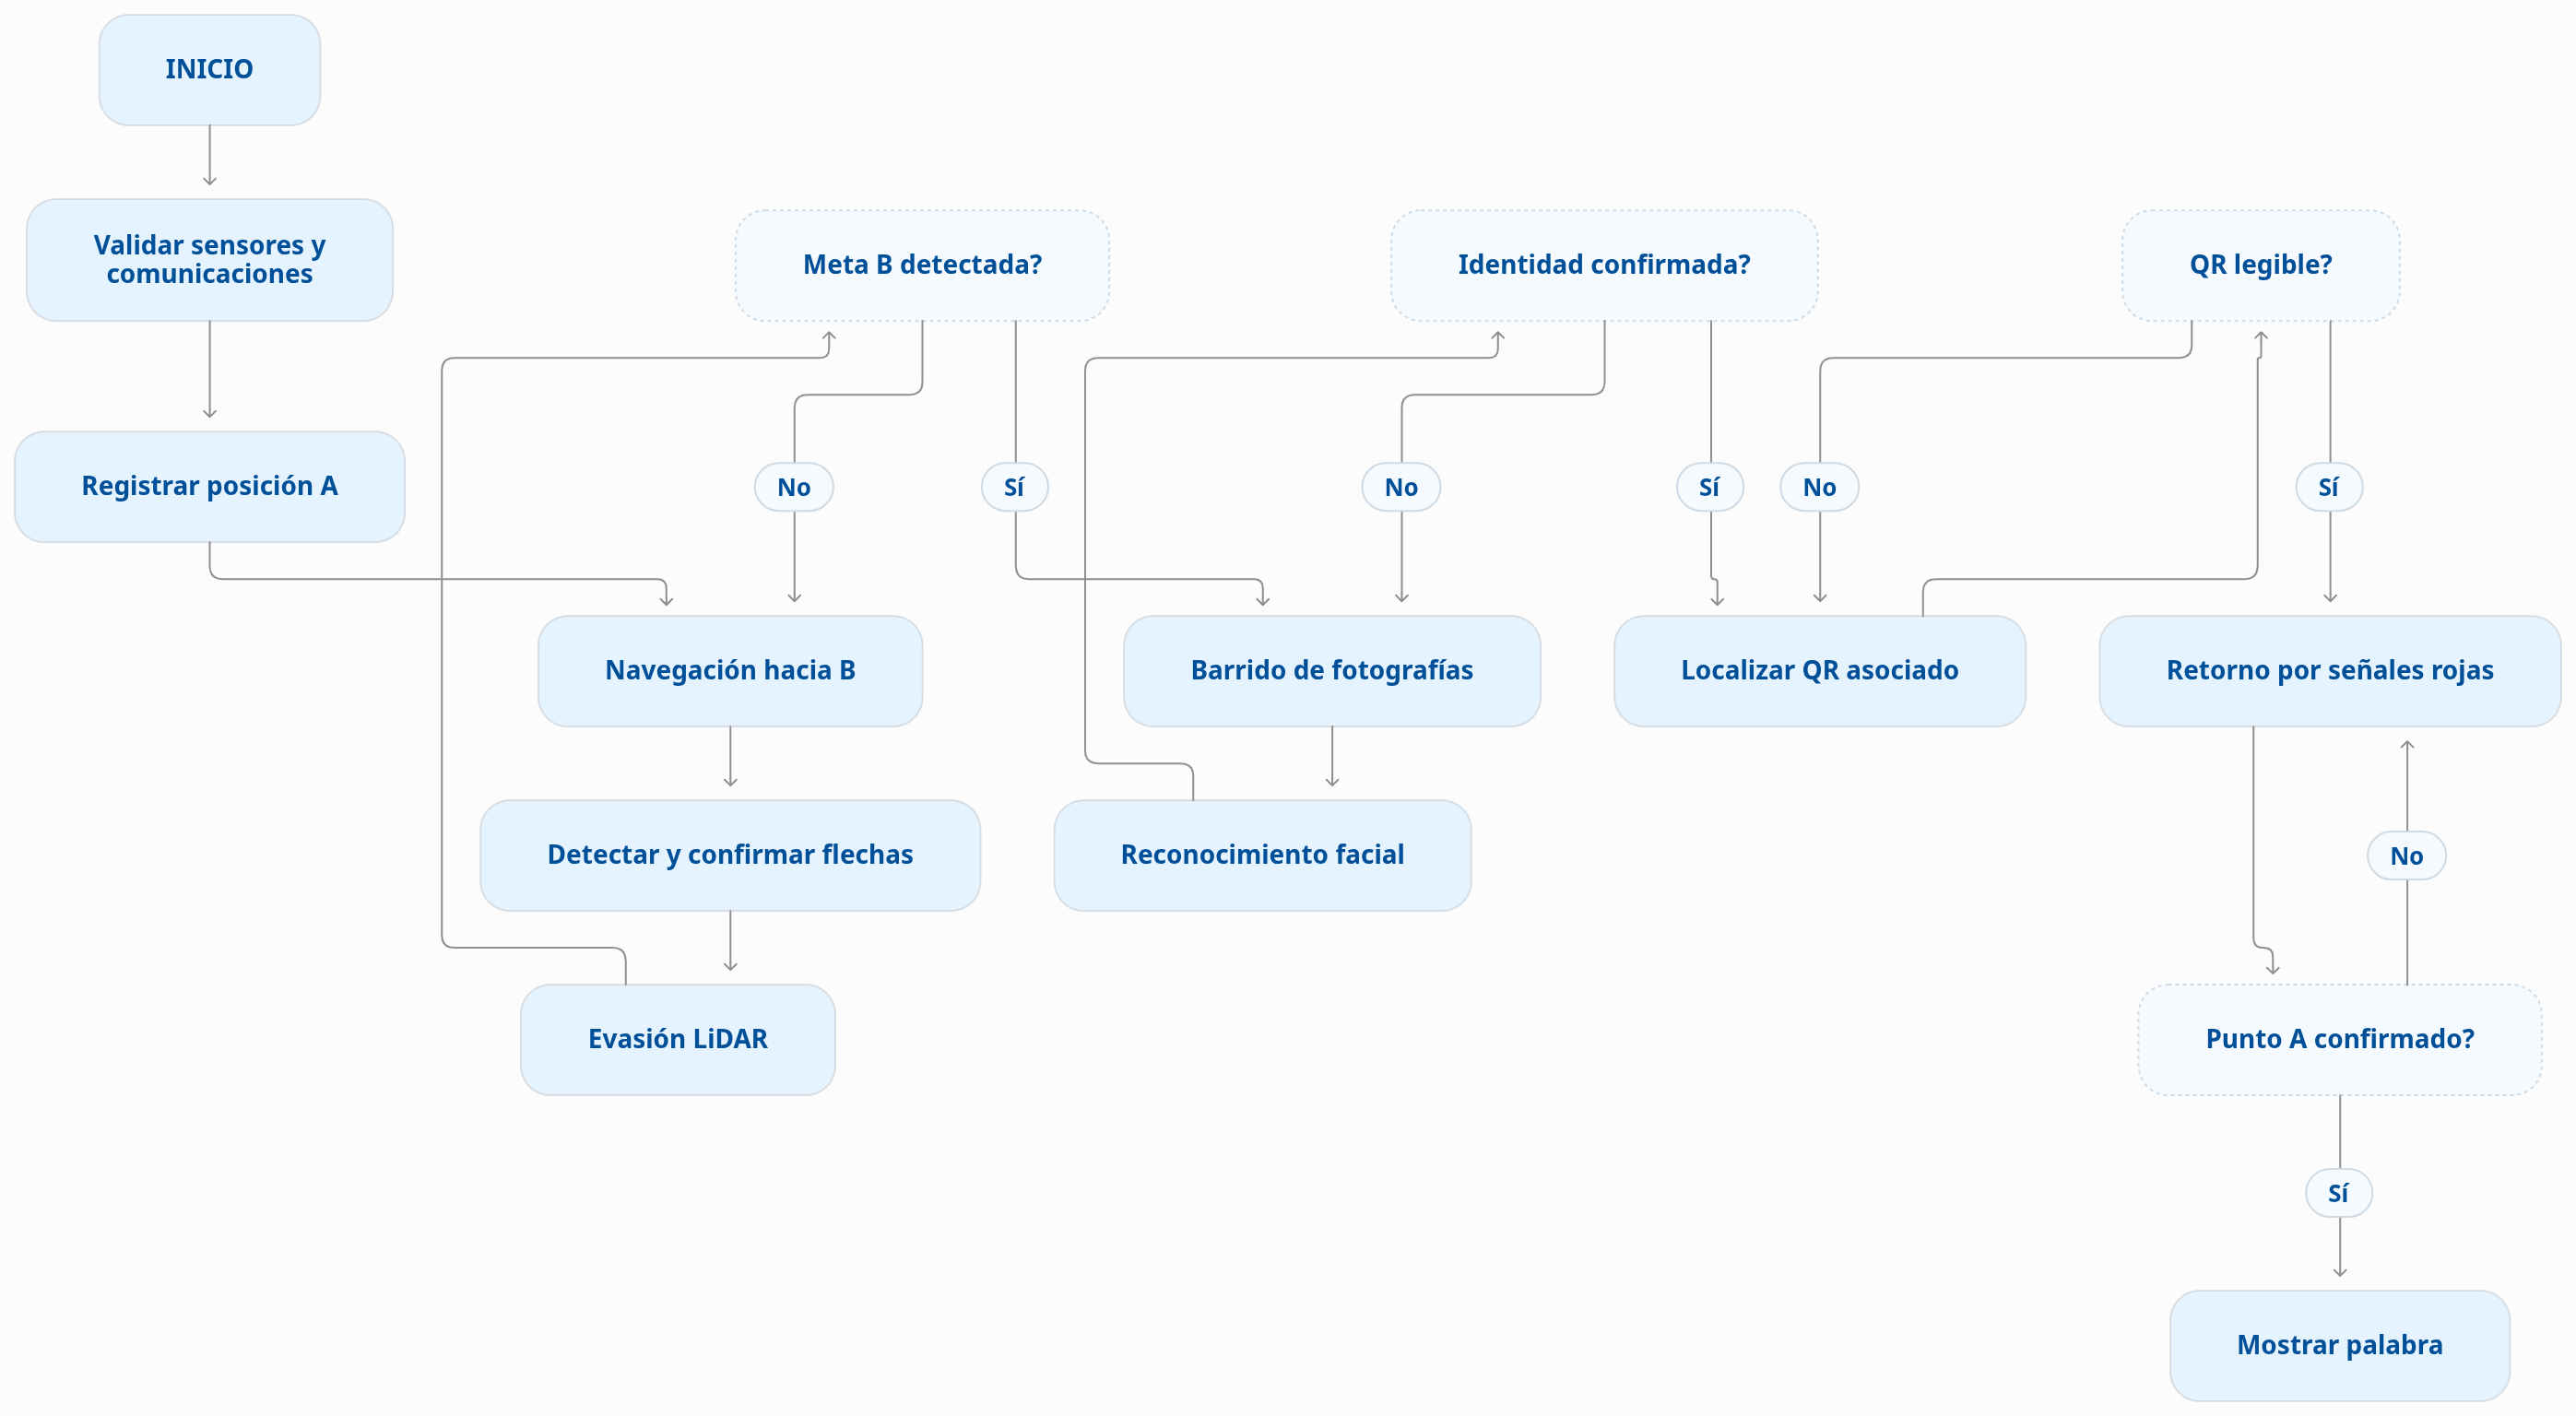 INICIO
Validar sensores y
comunicaciones
Meta B detectada?
Identidad confirmada?
QR legible?
Registrar posición A
No
Sí
No
Sí
No
Sí
Navegación hacia B
Barrido de fotografías
Localizar QR asociado
Retorno por señales rojas
Detectar y confirmar flechas
Reconocimiento facial
No
Evasión LiDAR
Punto A confirmado?
Sí
Mostrar palabra